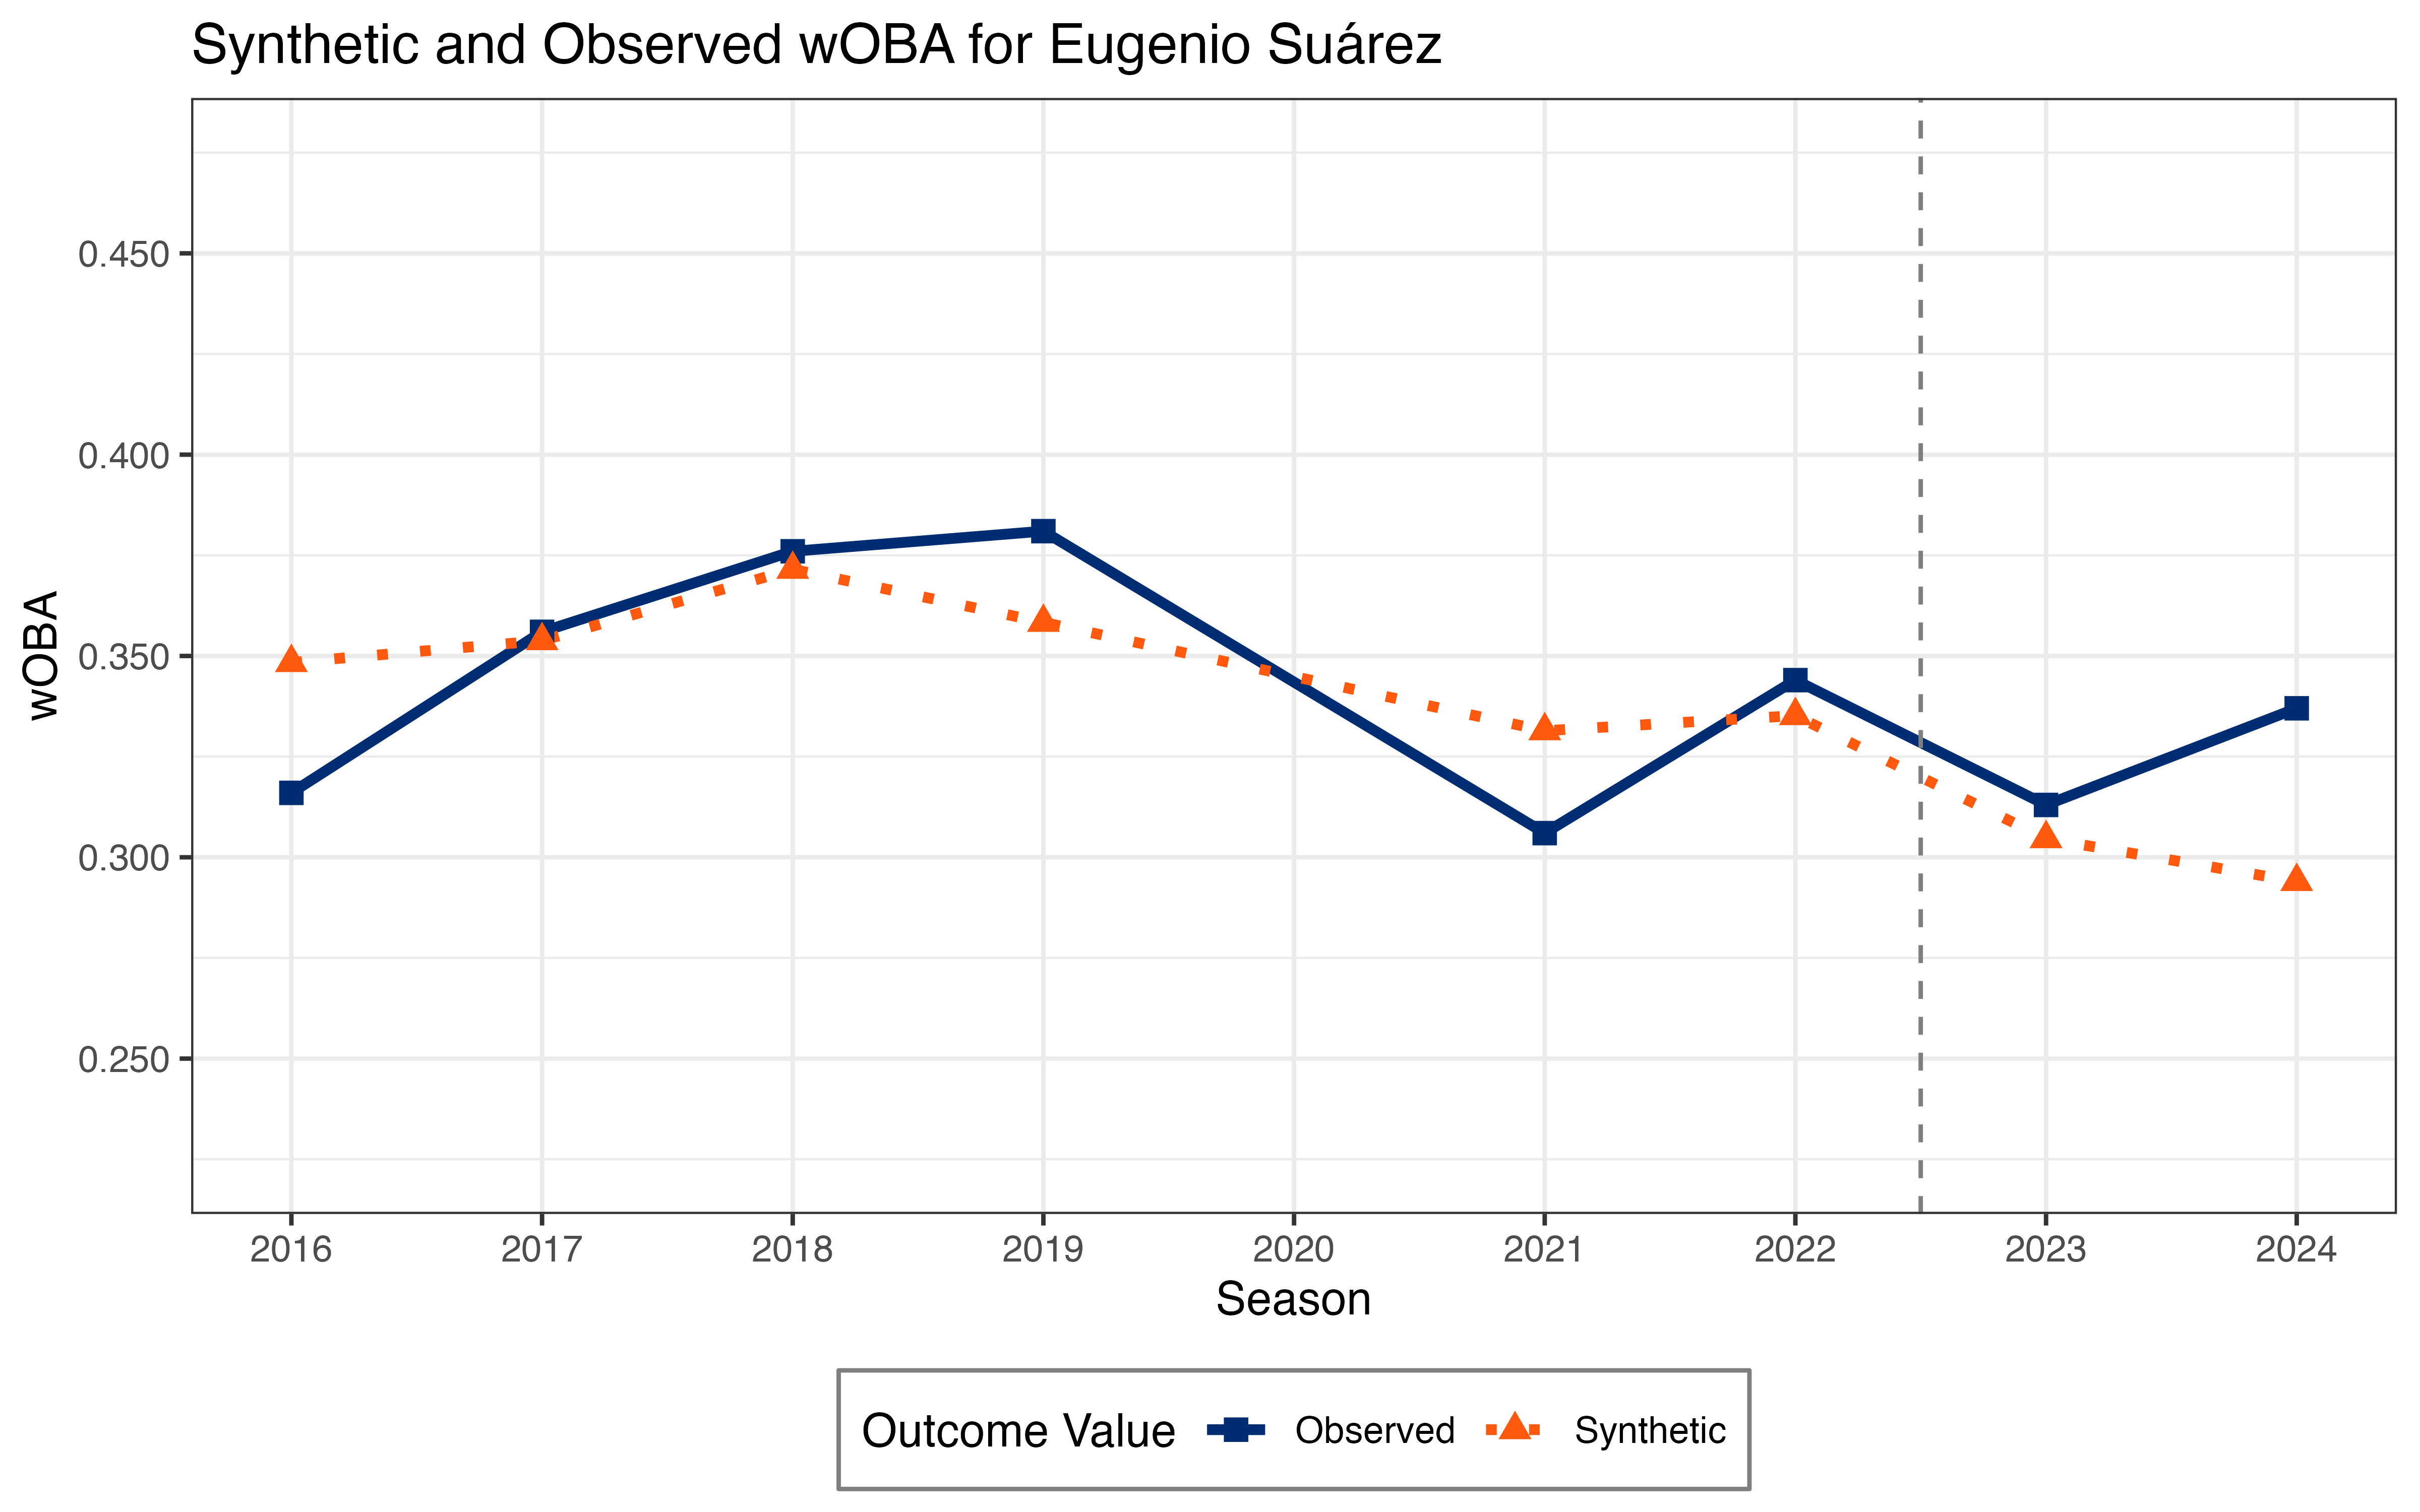 Synthetic and Observed wOBA for Eugenio Suárez
wOBA
0.450
0.400
0.350
0.300
0.250
2016 2017 2018 2019 2020 2021 2022 2023 2024
Season
Outcome Value Observed Synthetic